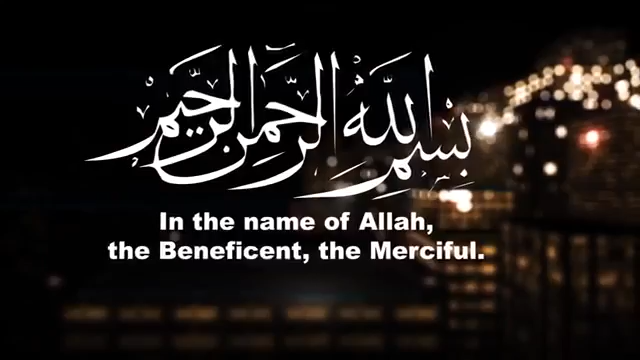 بسم الله الرحمن الرحيم
In the name of Allah,
the Beneficent, the Merciful.